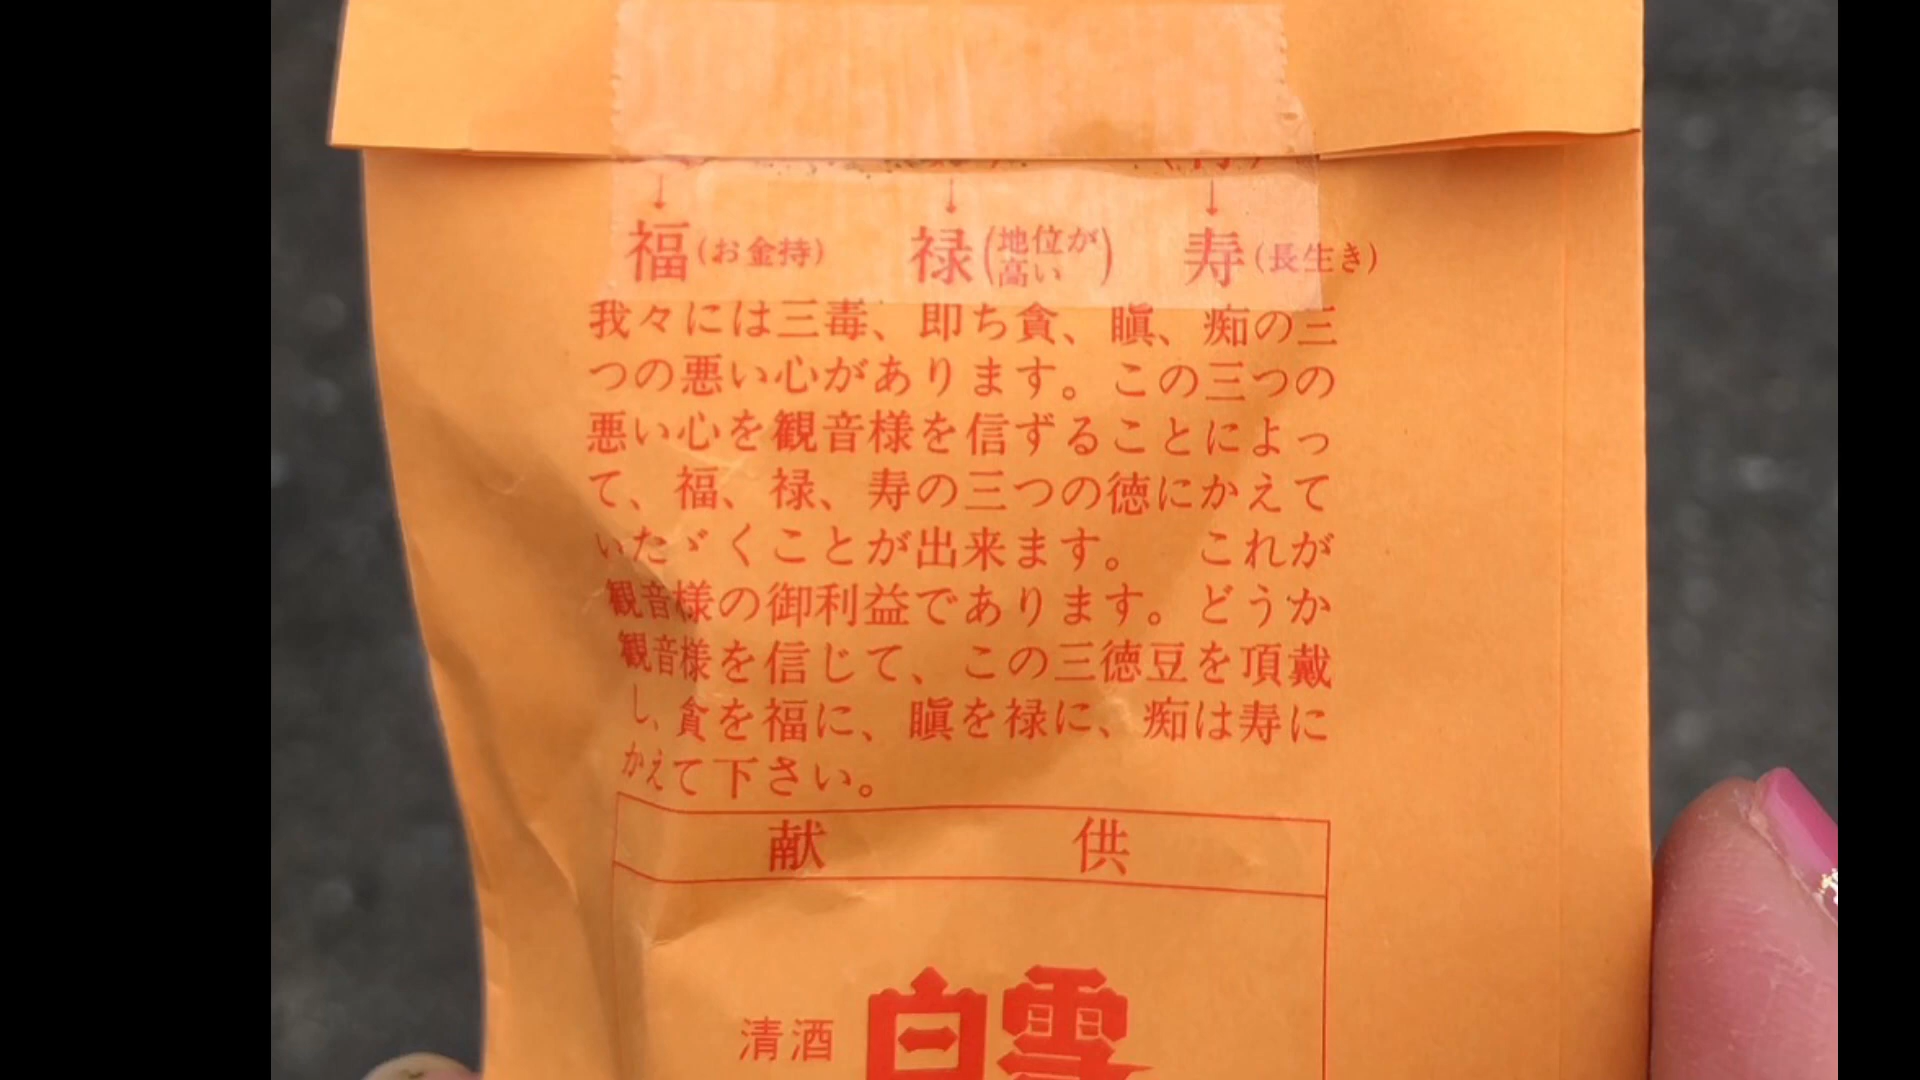 ↓ ↓ ↓
福(お金持) 禄(地位が高い) 寿(長生き)
我々には三毒、即ち貪、瞋、痴の三
つの悪い心があります。この三つの
悪い心を観音様を信ずることによっ
て、福、禄、寿の三つの徳にかえて
いたゞくことが出来ます。 これが
観音様の御利益であります。どうか
観音様を信じて、この三徳豆を頂戴
し、貪を福に、瞋を禄に、痴は寿に
かえて下さい。
献 供
清酒 白雪